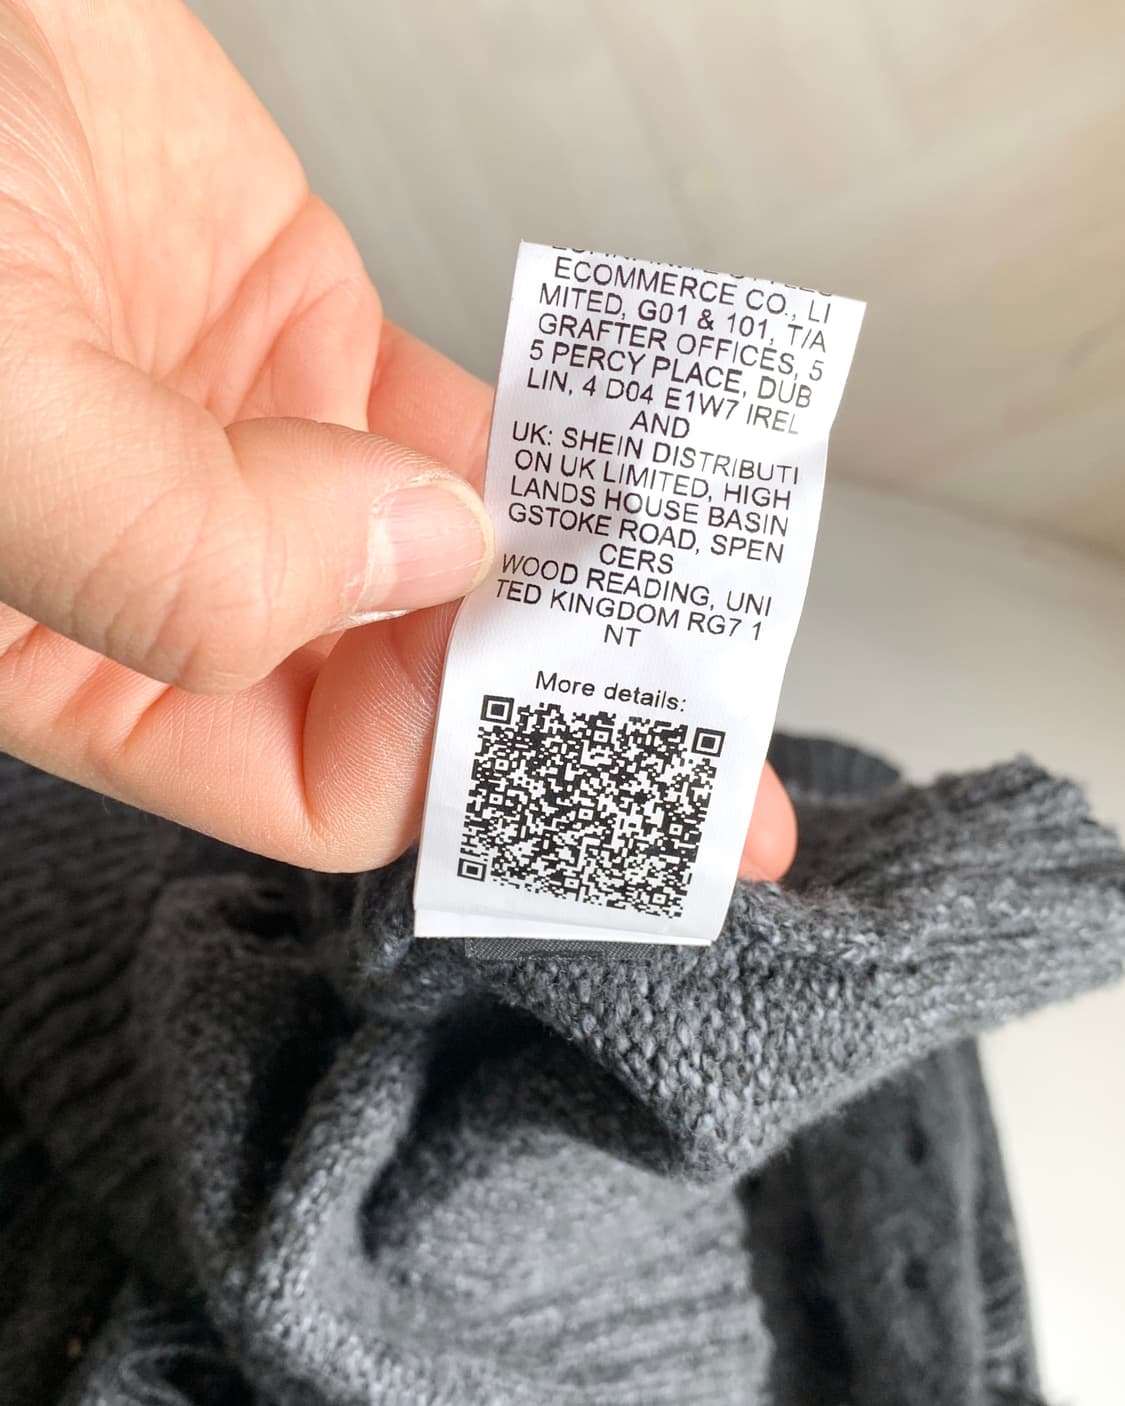 ECOMMERCE CO., LI
MITED, G01 & 101, T/A
GRAFTER OFFICES, 5
5 PERCY PLACE, DUB
LIN, 4 D04 E1W7 IREL
AND
UK: SHEIN DISTRIBUTI
ON UK LIMITED, HIGH
LANDS HOUSE BASIN
GSTOKE ROAD, SPEN
CERS
WOOD READING, UNI
TED KINGDOM RG7 1
NT
More details: